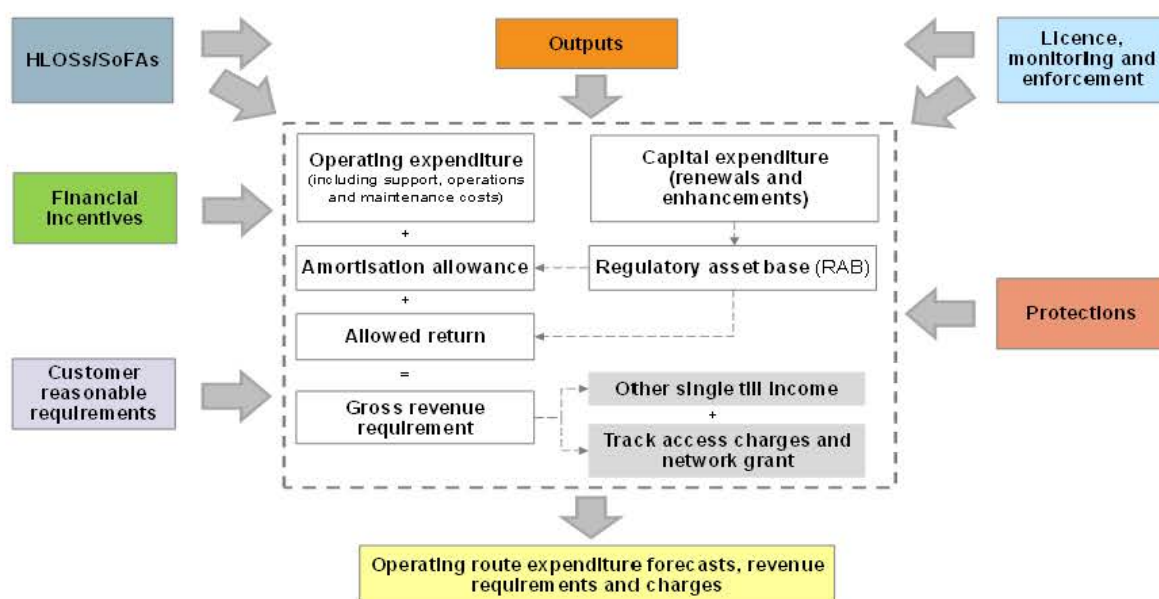 HLOSs/SoFAs
Outputs
Licence,
monitoring and
enforcement
Operating expenditure
(including support, operations
and maintenance costs)
Capital expenditure
(renewals and
enhancements)
Financial
incentives
+
Amortisation allowance
Regulatory asset base (RAB)
+
Allowed return
Protections
=
Customer
reasonable
requirements
Gross revenue
requirement
Other single till income
+
Track access charges and
network grant
Operating route expenditure forecasts, revenue
requirements and charges